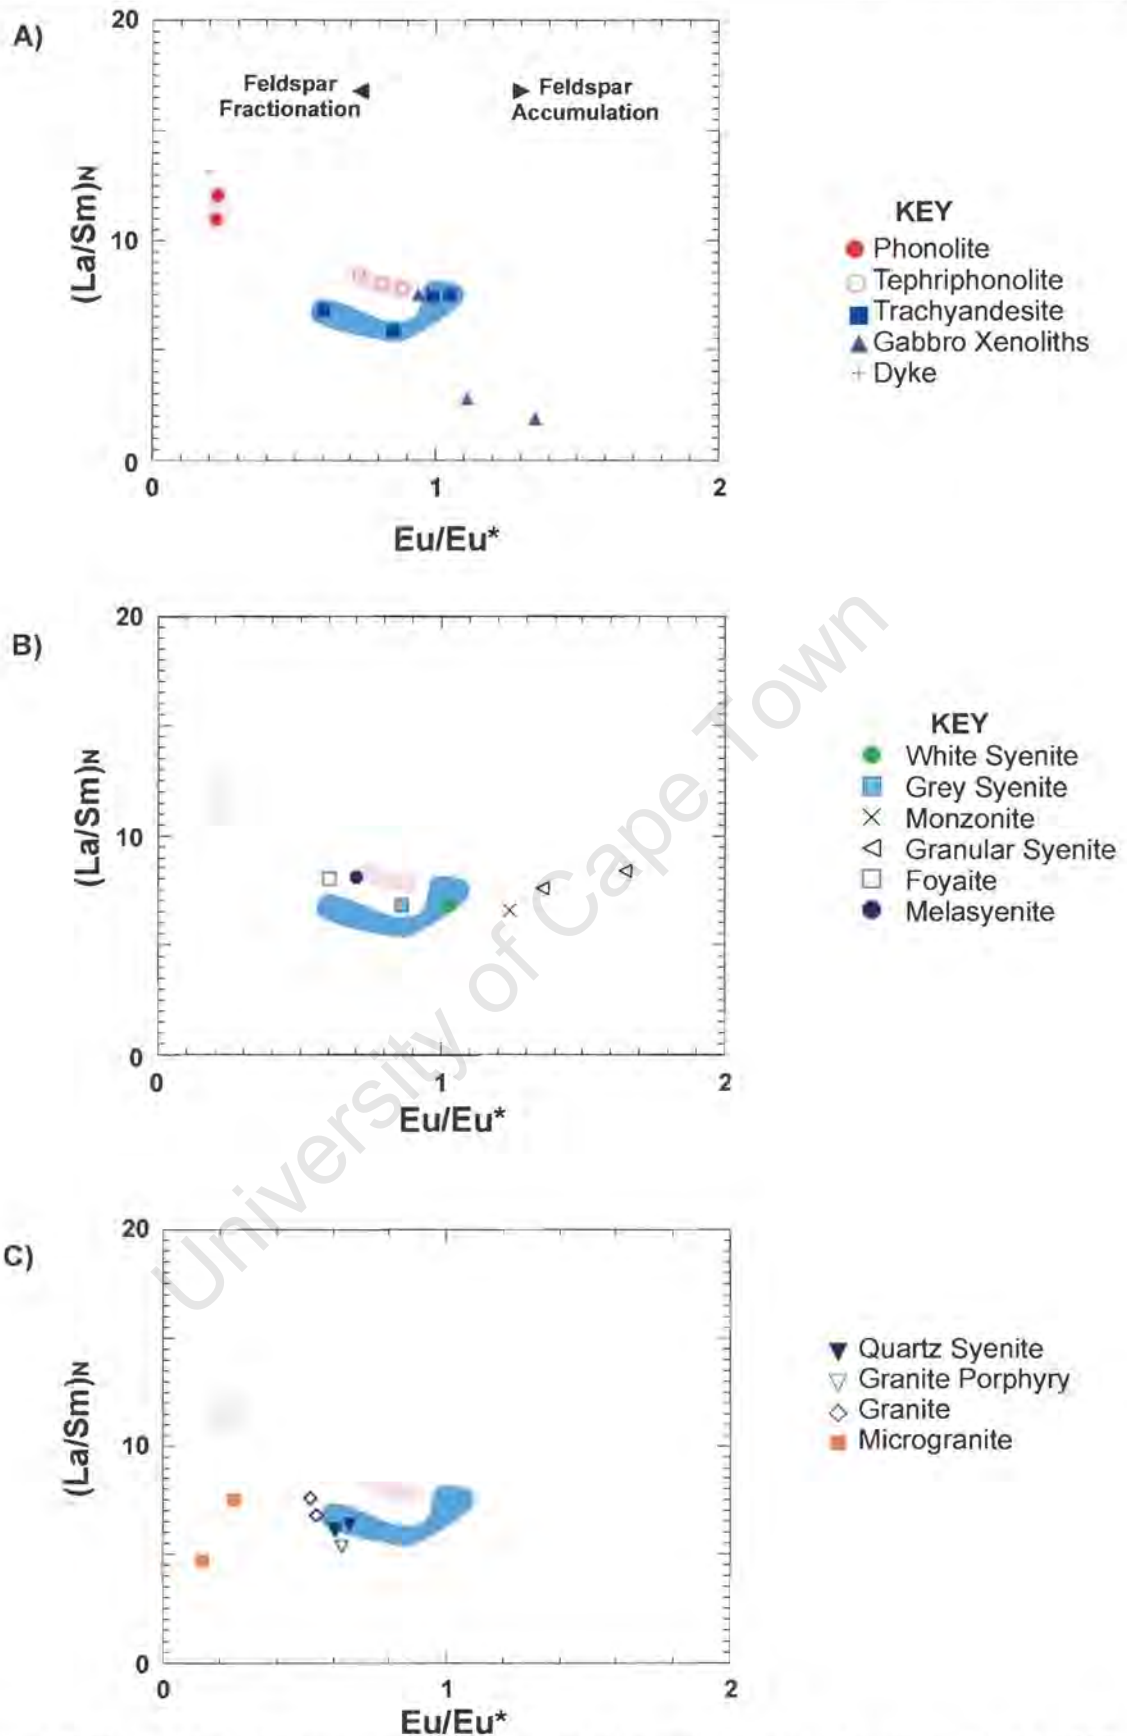 A)
20
10
0
0
1
2
(La/Sm)N
Feldspar
Fractionation
Feldspar
Accumulation
Eu/Eu*
KEY
Phonolite
Tephriphonolite
Trachyandesite
Gabbro Xenoliths
Dyke
B)
20
10
0
0
1
2
(La/Sm)N
Eu/Eu*
KEY
White Syenite
Grey Syenite
Monzonite
Granular Syenite
Foyaite
Melasyenite
University of Cape Town
C)
20
10
0
0
1
2
(La/Sm)N
Eu/Eu*
Quartz Syenite
Granite Porphyry
Granite
Microgranite